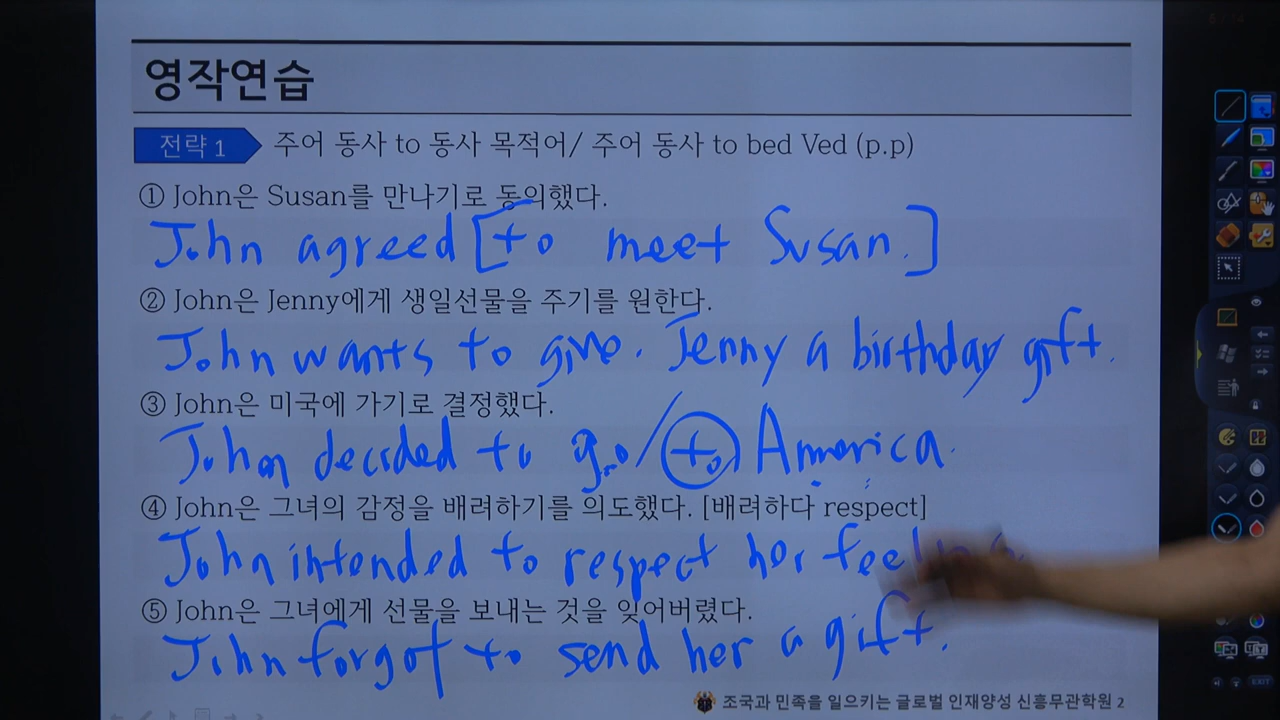 영작연습
전략 1 주어 동사 to 동사 목적어/ 주어 동사 to bed Ved (p.p)
① John은 Susan를 만나기로 동의했다.
John agreed [to meet Susan.]
② John은 Jenny에게 생일선물을 주기를 원한다.
John wants to give. Jenny a birthday gift.
③ John은 미국에 가기로 결정했다.
John decided to go / to America.
④ John은 그녀의 감정을 배려하기를 의도했다. [배려하다 respect]
John intended to respect her
⑤ John은 그녀에게 선물을 보내는 것을 잊어버렸다.
John forgot to send her a gift.
조국과 민족을 일으키는 글로벌 인재양성 신흥무관학원 2
EXIT